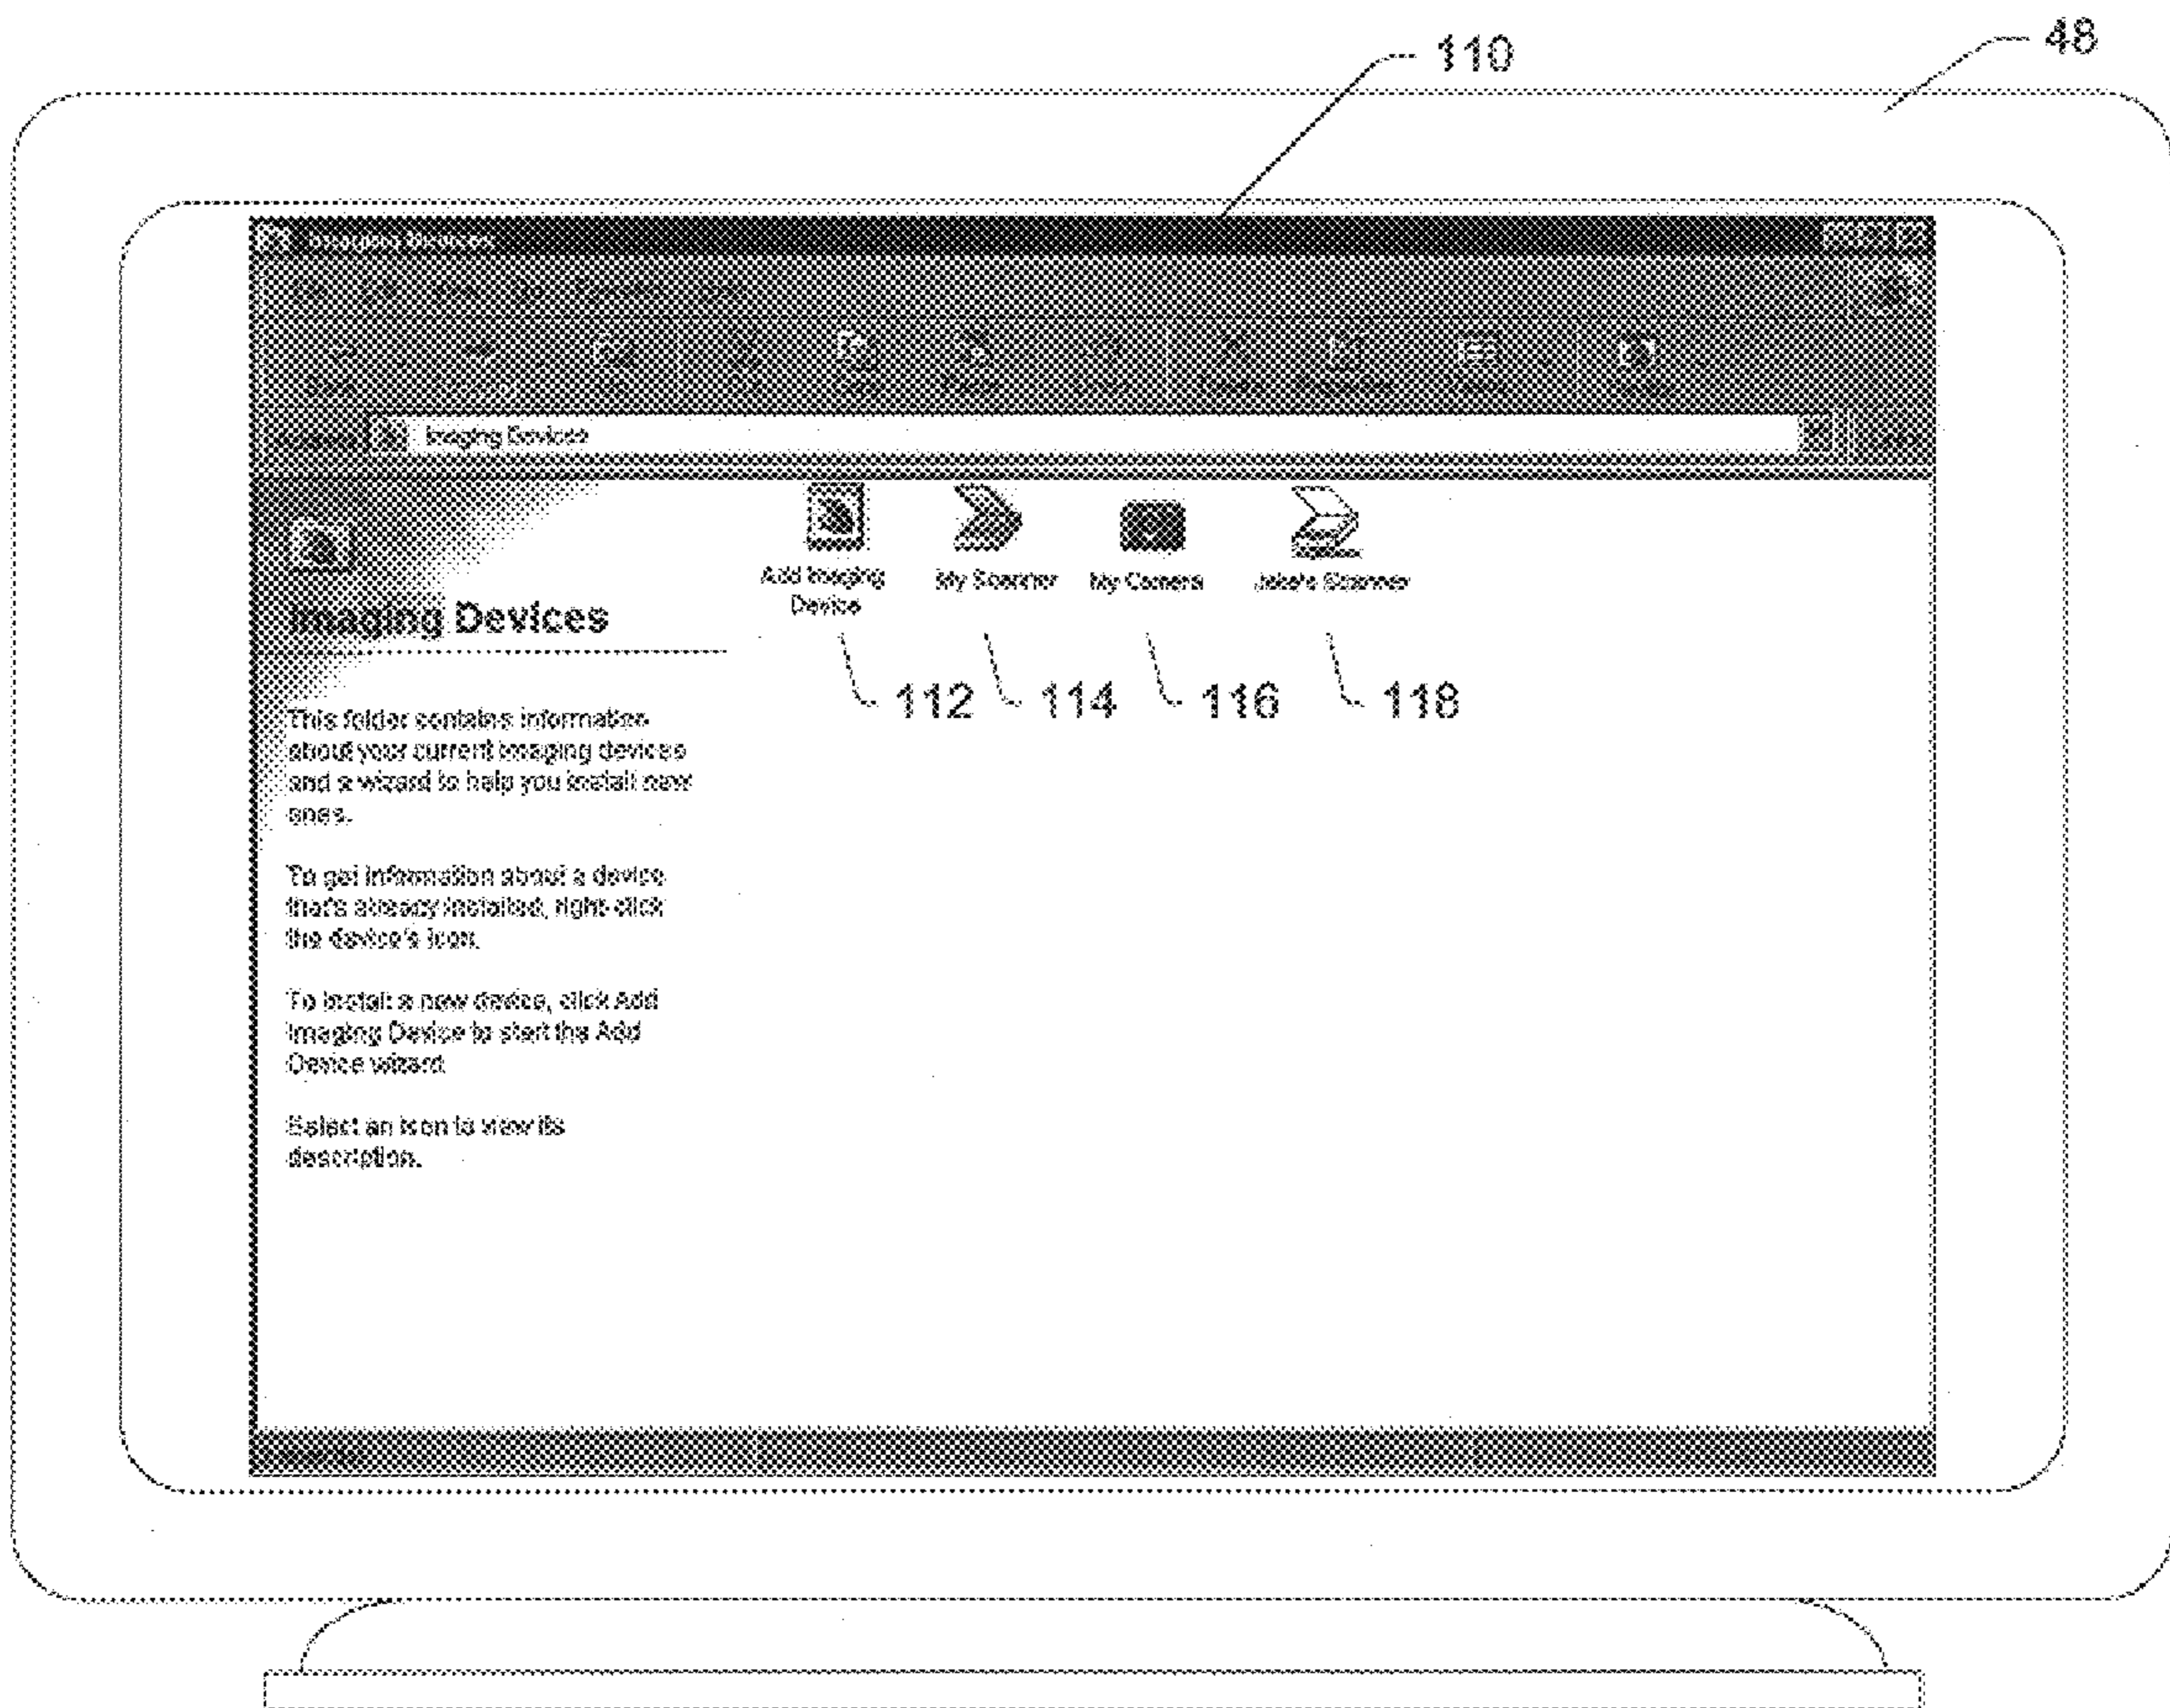 110
48
Imaging Devices
Imaging Devices
Add Imaging
Device
My Scanner
My Camera
Jake's Scanner
112
114
116
118
Imaging Devices
This folder contains information
about your current imaging devices
and a wizard to help you install new
ones.
To get information about a device
that's already installed, right-click
the device's icon.
To install a new device, click Add
Imaging Device to start the Add
Device wizard.
Select an icon to view its
description.